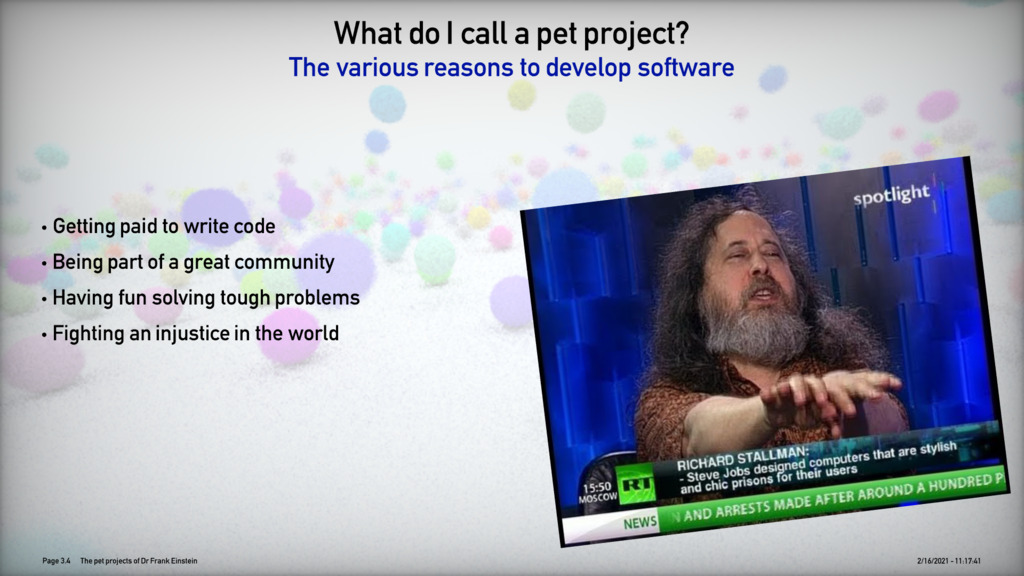 What do I call a pet project?
The various reasons to develop software
• Getting paid to write code
• Being part of a great community
• Having fun solving tough problems
• Fighting an injustice in the world
spotlight
RICHARD STALLMAN:
- Steve Jobs designed computers that are stylish
and chic prisons for their users
15:50
MOSCOW
RT
NEWS
AND ARRESTS MADE AFTER AROUND A HUNDRED P
Page 3.4 The pet projects of Dr Frank Einstein
2/16/2021 - 11:17:41